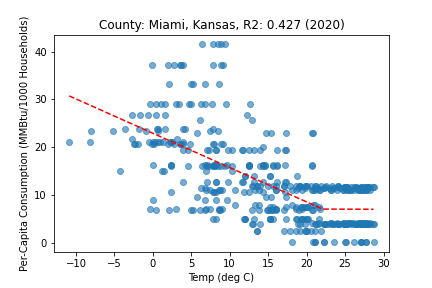 County: Miami, Kansas, R2: 0.427 (2020)
Per-Capita Consumption (MMBtu/1000 Households)
40
30
20
10
0
−10 −5 0 5 10 15 20 25 30
Temp (deg C)